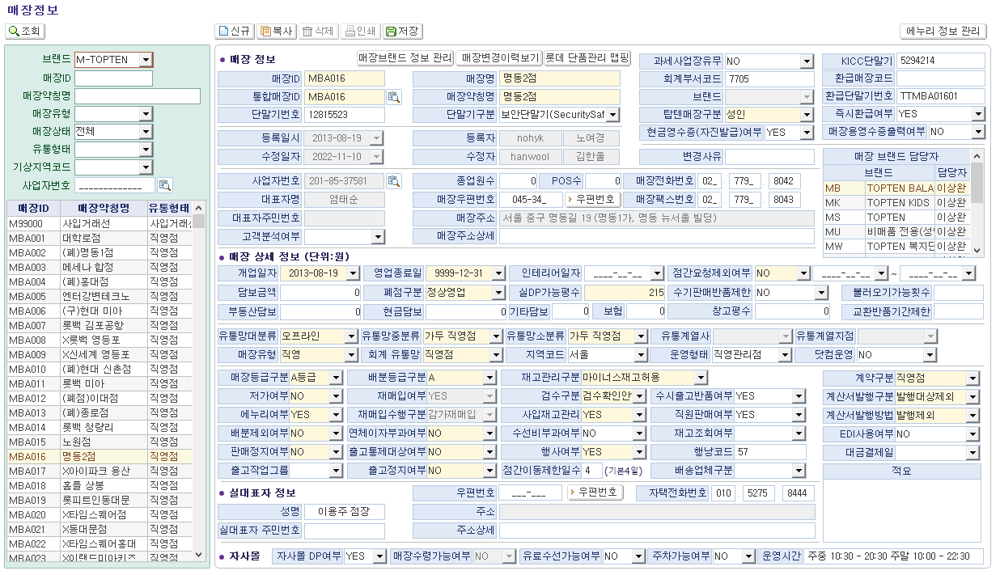 매장정보
조회 신규 복사 삭제 인쇄 저장 에누리 정보 관리
브랜드 M-TOPTEN
매장ID
매장약칭명
매장유형
매장상태 전체
유통형태
기상지역코드
사업자번호 _____________
매장ID 매장약칭명 유통형태
M99000 사입거래선 사입거래선
MBA001 대학로점 직영점
MBA002 (폐)명동1점 직영점
MBA003 메세나 합정 직영점
MBA004 (폐)홍대점 직영점
MBA005 엔터강변테크노 직영점
MBA006 (구)현대 미아 직영점
MBA007 롯백 김포공항 직영점
MBA008 X롯백 영등포 직영점
MBA009 X신세계 영등포 직영점
MBA010 (폐)현대 신촌점 직영점
MBA011 롯백 미아 직영점
MBA012 (폐점)이대점 직영점
MBA013 (폐)종로점 직영점
MBA014 롯백 청량리 직영점
MBA015 노원점 직영점
MBA016 명동2점 직영점
MBA017 X아이파크 용산 직영점
MBA018 홈플 상봉 직영점
MBA019 롯피트인동대문 직영점
MBA020 X타임스퀘어점 직영점
MBA021 X동대문점 직영점
MBA022 X타임스퀘어홍대 직영점
MBA023 X이랜드미아키즈 직영점
매장 정보 매장브랜드 정보 관리 매장변경이력보기 롯데 단품관리 맵핑 과세사업장유무 NO KICC단말기 5294214
매장ID MBA016 매장명 명동2점 회계부서코드 7705 환급매장코드
통합매장ID MBA016 매장약칭명 명동2점 브랜드 환급단말기번호 TTMBA01601
단말기번호 12815523 단말기구분 보안단말기(SecuritySaf 탑텐매장구분 성인 즉시환급여부 YES
현금영수증(자진발급)여부 YES 매장용영수증출력여부 NO
등록일시 2013-08-19 등록자 nohyk 노여경
수정일자 2022-11-10 수정자 hanwool 김한울 변경사유
매장 브랜드 담당자
브랜드 담당자
MB TOPTEN BALA 이상완
MK TOPTEN KIDS 이상완
MS TOPTEN 이상완
MU 비매품 전용(성 이상완
MW TOPTEN 복지단 이상완
사업자번호 201-85-37581 종업원수 0 POS수 0 매장전화번호 02_ 779_ 8042
대표자명 염태순 매장우편번호 045-34_ 우편번호 매장팩스번호 02_ 779_ 8043
대표자주민번호 매장주소 서울 중구 명동길 19 (명동1가, 명동 뉴서울 빌딩)
고객분석여부 매장주소상세
매장 상세 정보 (단위:원)
개업일자 2013-08-19 영업종료일 9999-12-31 인테리어일자 ____-__-__ 점간요청제외여부 NO ____-__-__ ~ ____-__-__
담보금액 0 폐점구분 정상영업 실DP가능평수 215 수기판매반품제한 NO 불러오기가능횟수
부동산담보 0 현금담보 0 기타담보 0 보험 0 창고평수 0 교환반품기간제한
유통망대분류 오프라인 유통망중분류 가두 직영점 유통망소분류 가두 직영점 유통계열사 유통계열지점
매장유형 직영 회계 유통망 직영점 지역코드 서울 운영형태 직영관리점 닷컴운영 NO
매장등급구분 A등급 배분등급구분 A 재고관리구분 마이너스재고허용 계약구분 직영점
저가여부 NO 재매입여부 YES 검수구분 검수확인안 수시출고반품여부 YES 계산서발행구분 발행대상제외
에누리여부 YES 재매입수행구분 감가재매입 사입재고관리 YES 직원판매여부 YES 계산서발행방법 발행제외
배분제외여부 NO 연체이자부과여부 NO 수선비부과여부 NO 재고조회여부 EDI사용여부 NO
판매정지여부 NO 출고통제대상여부 NO 행사여부 YES 행낭코드 57 대금결제일
출고작업그룹 출고정지여부 NO 점간이동제한일수 4 (기본4일) 배송업체구분 적요
실대표자 정보 우편번호 ___-___ 우편번호 자택전화번호 010 5275 8444
성명 이용주 점장 주소
실대표자 주민번호 주소상세
자사몰 자사몰 DP여부 YES 매장수령가능여부 NO 유료수선가능여부 NO 주차가능여부 NO 운영시간 주중 10:30 - 20:30 주말 10:00 - 22:30